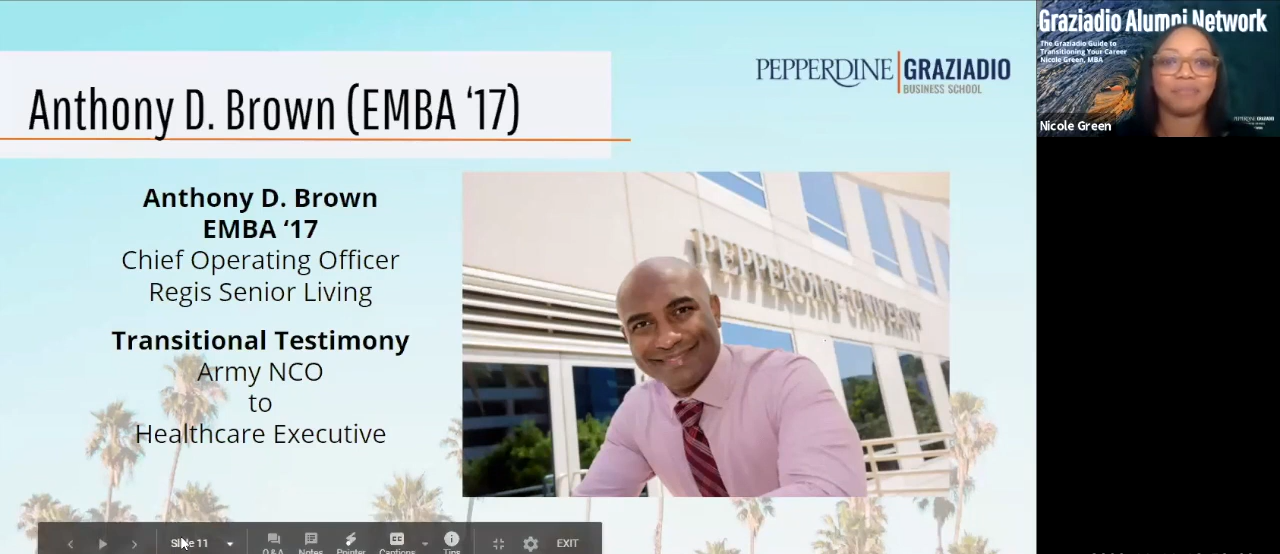 Anthony D. Brown (EMBA ‘17)
PEPPERDINE GRAZIADIO
BUSINESS SCHOOL
Anthony D. Brown
EMBA ‘17
Chief Operating Officer
Regis Senior Living
Transitional Testimony
Army NCO
to
Healthcare Executive
PEPPERDINE UNIVERSITY
Slide 11
Q&A
Notes
Pointer
Captions
Tips
EXIT
Graziadio Alumni Network
The Graziadio Guide to
Transitioning Your Career
Nicole Green, MBA
Nicole Green